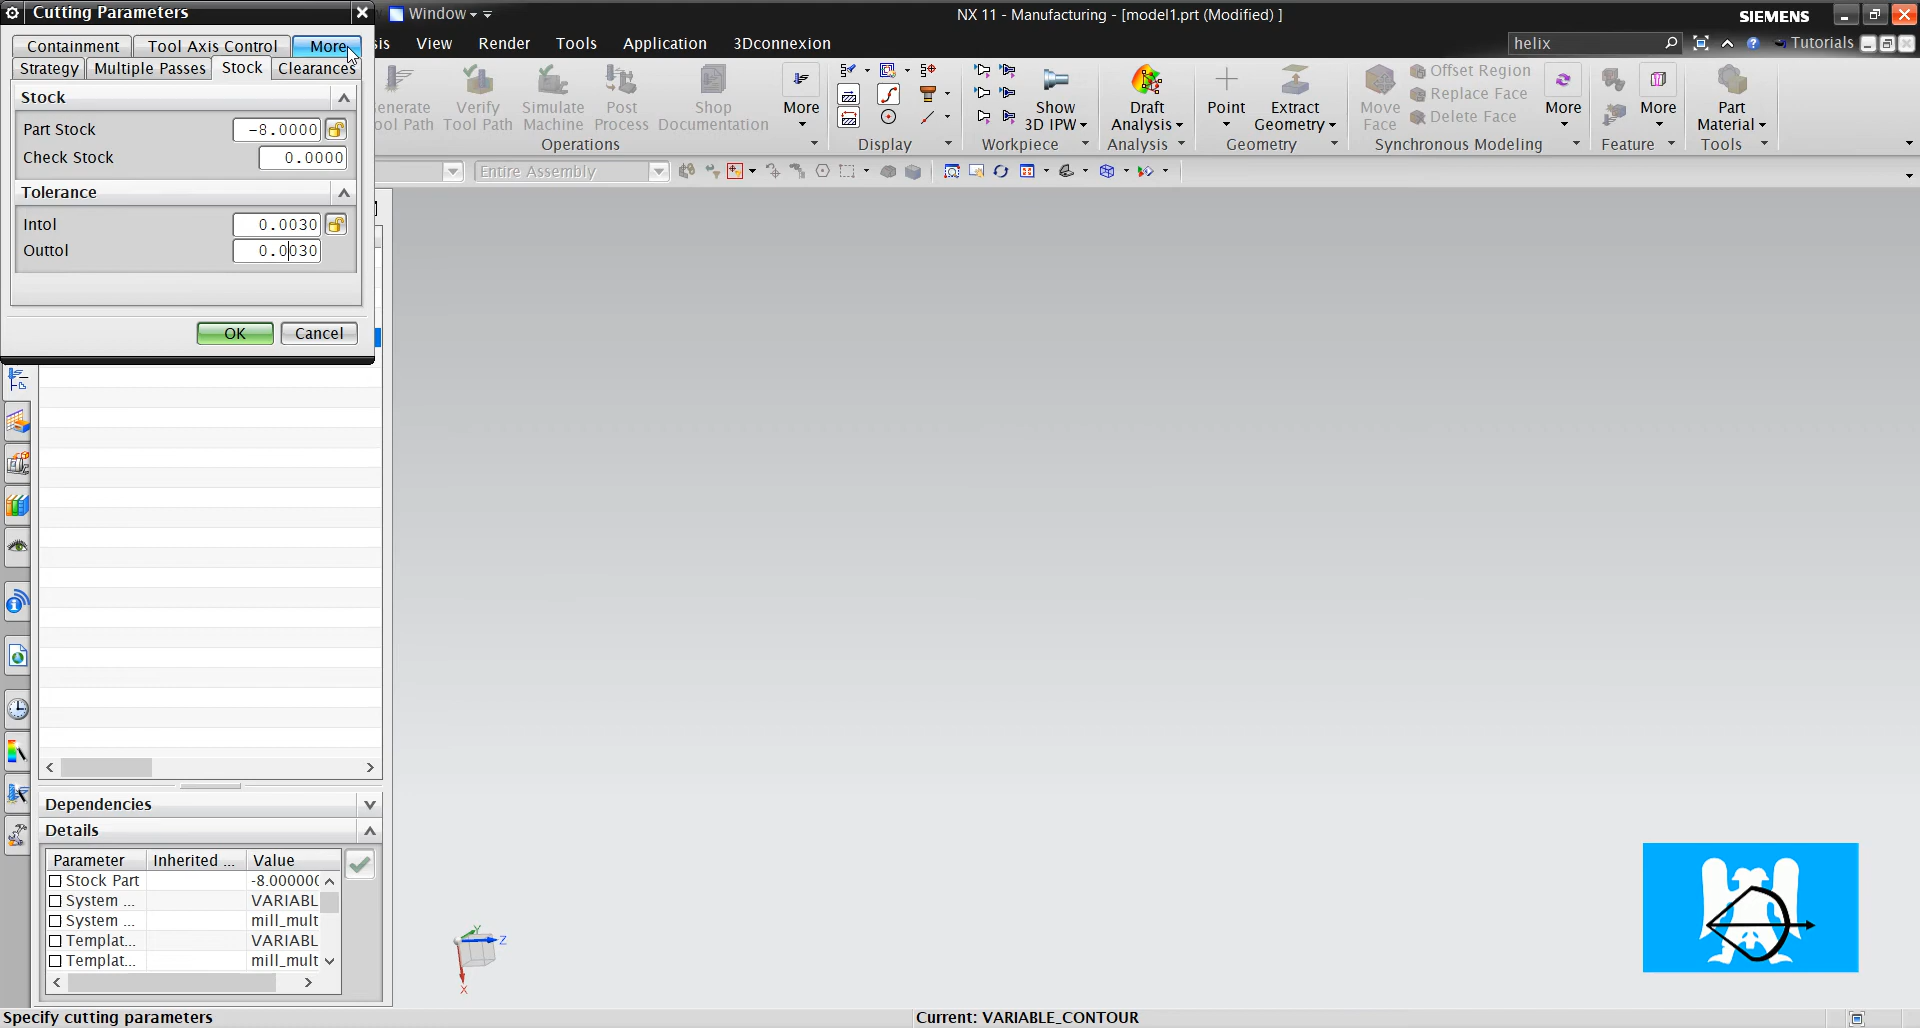 Cutting Parameters
Window
NX 11 - Manufacturing - [model1.prt (Modified) ]
SIEMENS
Containment Tool Axis Control More
Strategy Multiple Passes Stock Clearances
View Render Tools Application 3Dconnexion
helix
Tutorials
Stock
Part Stock -8.0000
Check Stock 0.0000
Tolerance
Intol 0.0030
Outtol 0.0030
OK Cancel
Verify
Tool Path
Simulate
Machine
Post
Process
Shop
Documentation
More
Operations
Display
Show
3D IPW
Workpiece
Draft
Analysis
Analysis
Point
Extract
Geometry
Geometry
Move
Face
Offset Region
Replace Face
Delete Face
More
Synchronous Modeling
More
Feature
Part
Material
Tools
Entire Assembly
Dependencies
Details
Parameter Inherited ... Value
Stock Part -8.00000
System ... VARIABL
System ... mill_mult
Templat... VARIABL
Templat... mill_mult
Y
Z
X
Specify cutting parameters
Current: VARIABLE_CONTOUR